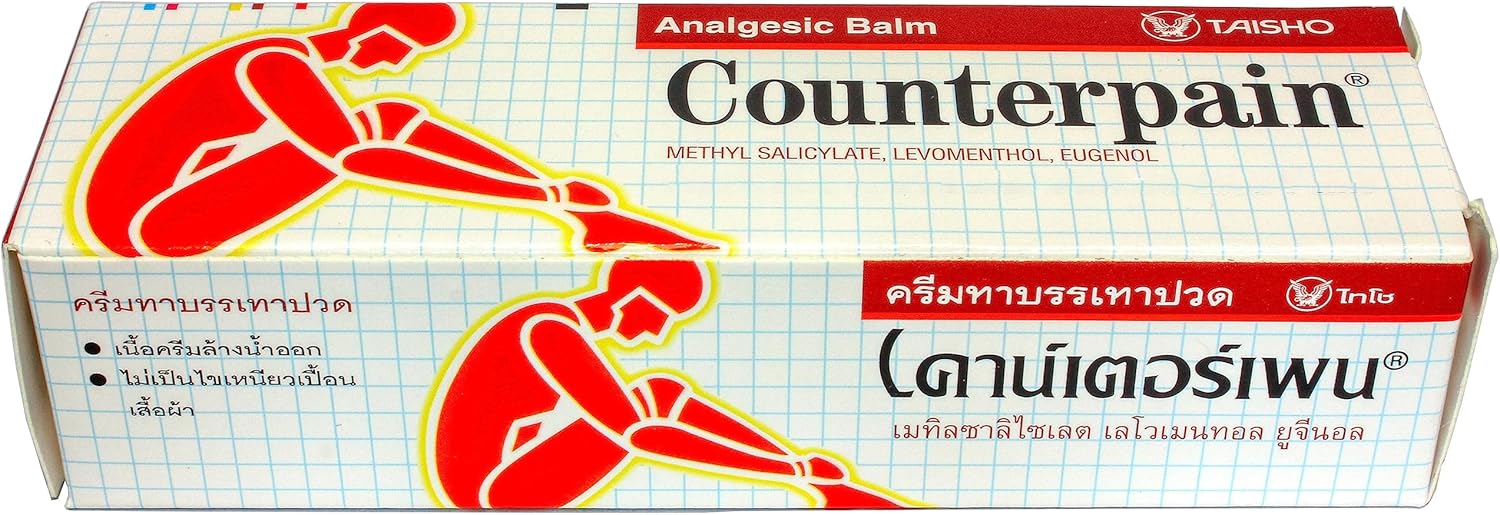 Analgesic Balm
TAISHO
Counterpain®
METHYL SALICYLATE, LEVOMENTHOL, EUGENOL
ครีมทาบรรเทาปวด
• เนื้อครีมล้างน้ำออก
• ไม่เป็นไขเหนียวเปื้อน
เสื้อผ้า
ครีมทาบรรเทาปวด
ไทโช
เคาน์เตอร์เพน®
เมทิลซาลิไซเลต เลโวเมนทอล ยูจีนอล